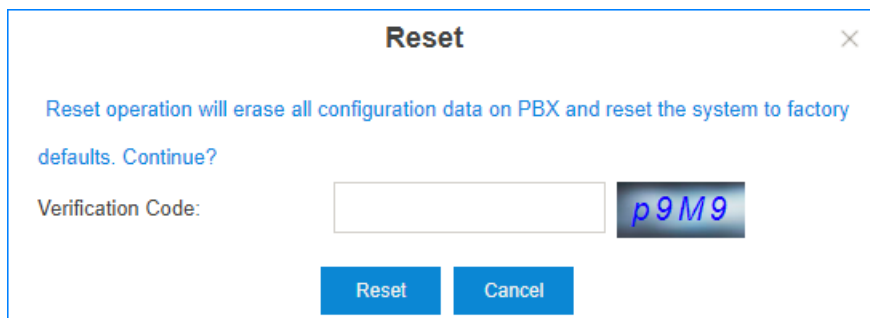 Reset
Reset operation will erase all configuration data on PBX and reset the system to factory
defaults. Continue?
Verification Code:
p9M9
Reset
Cancel